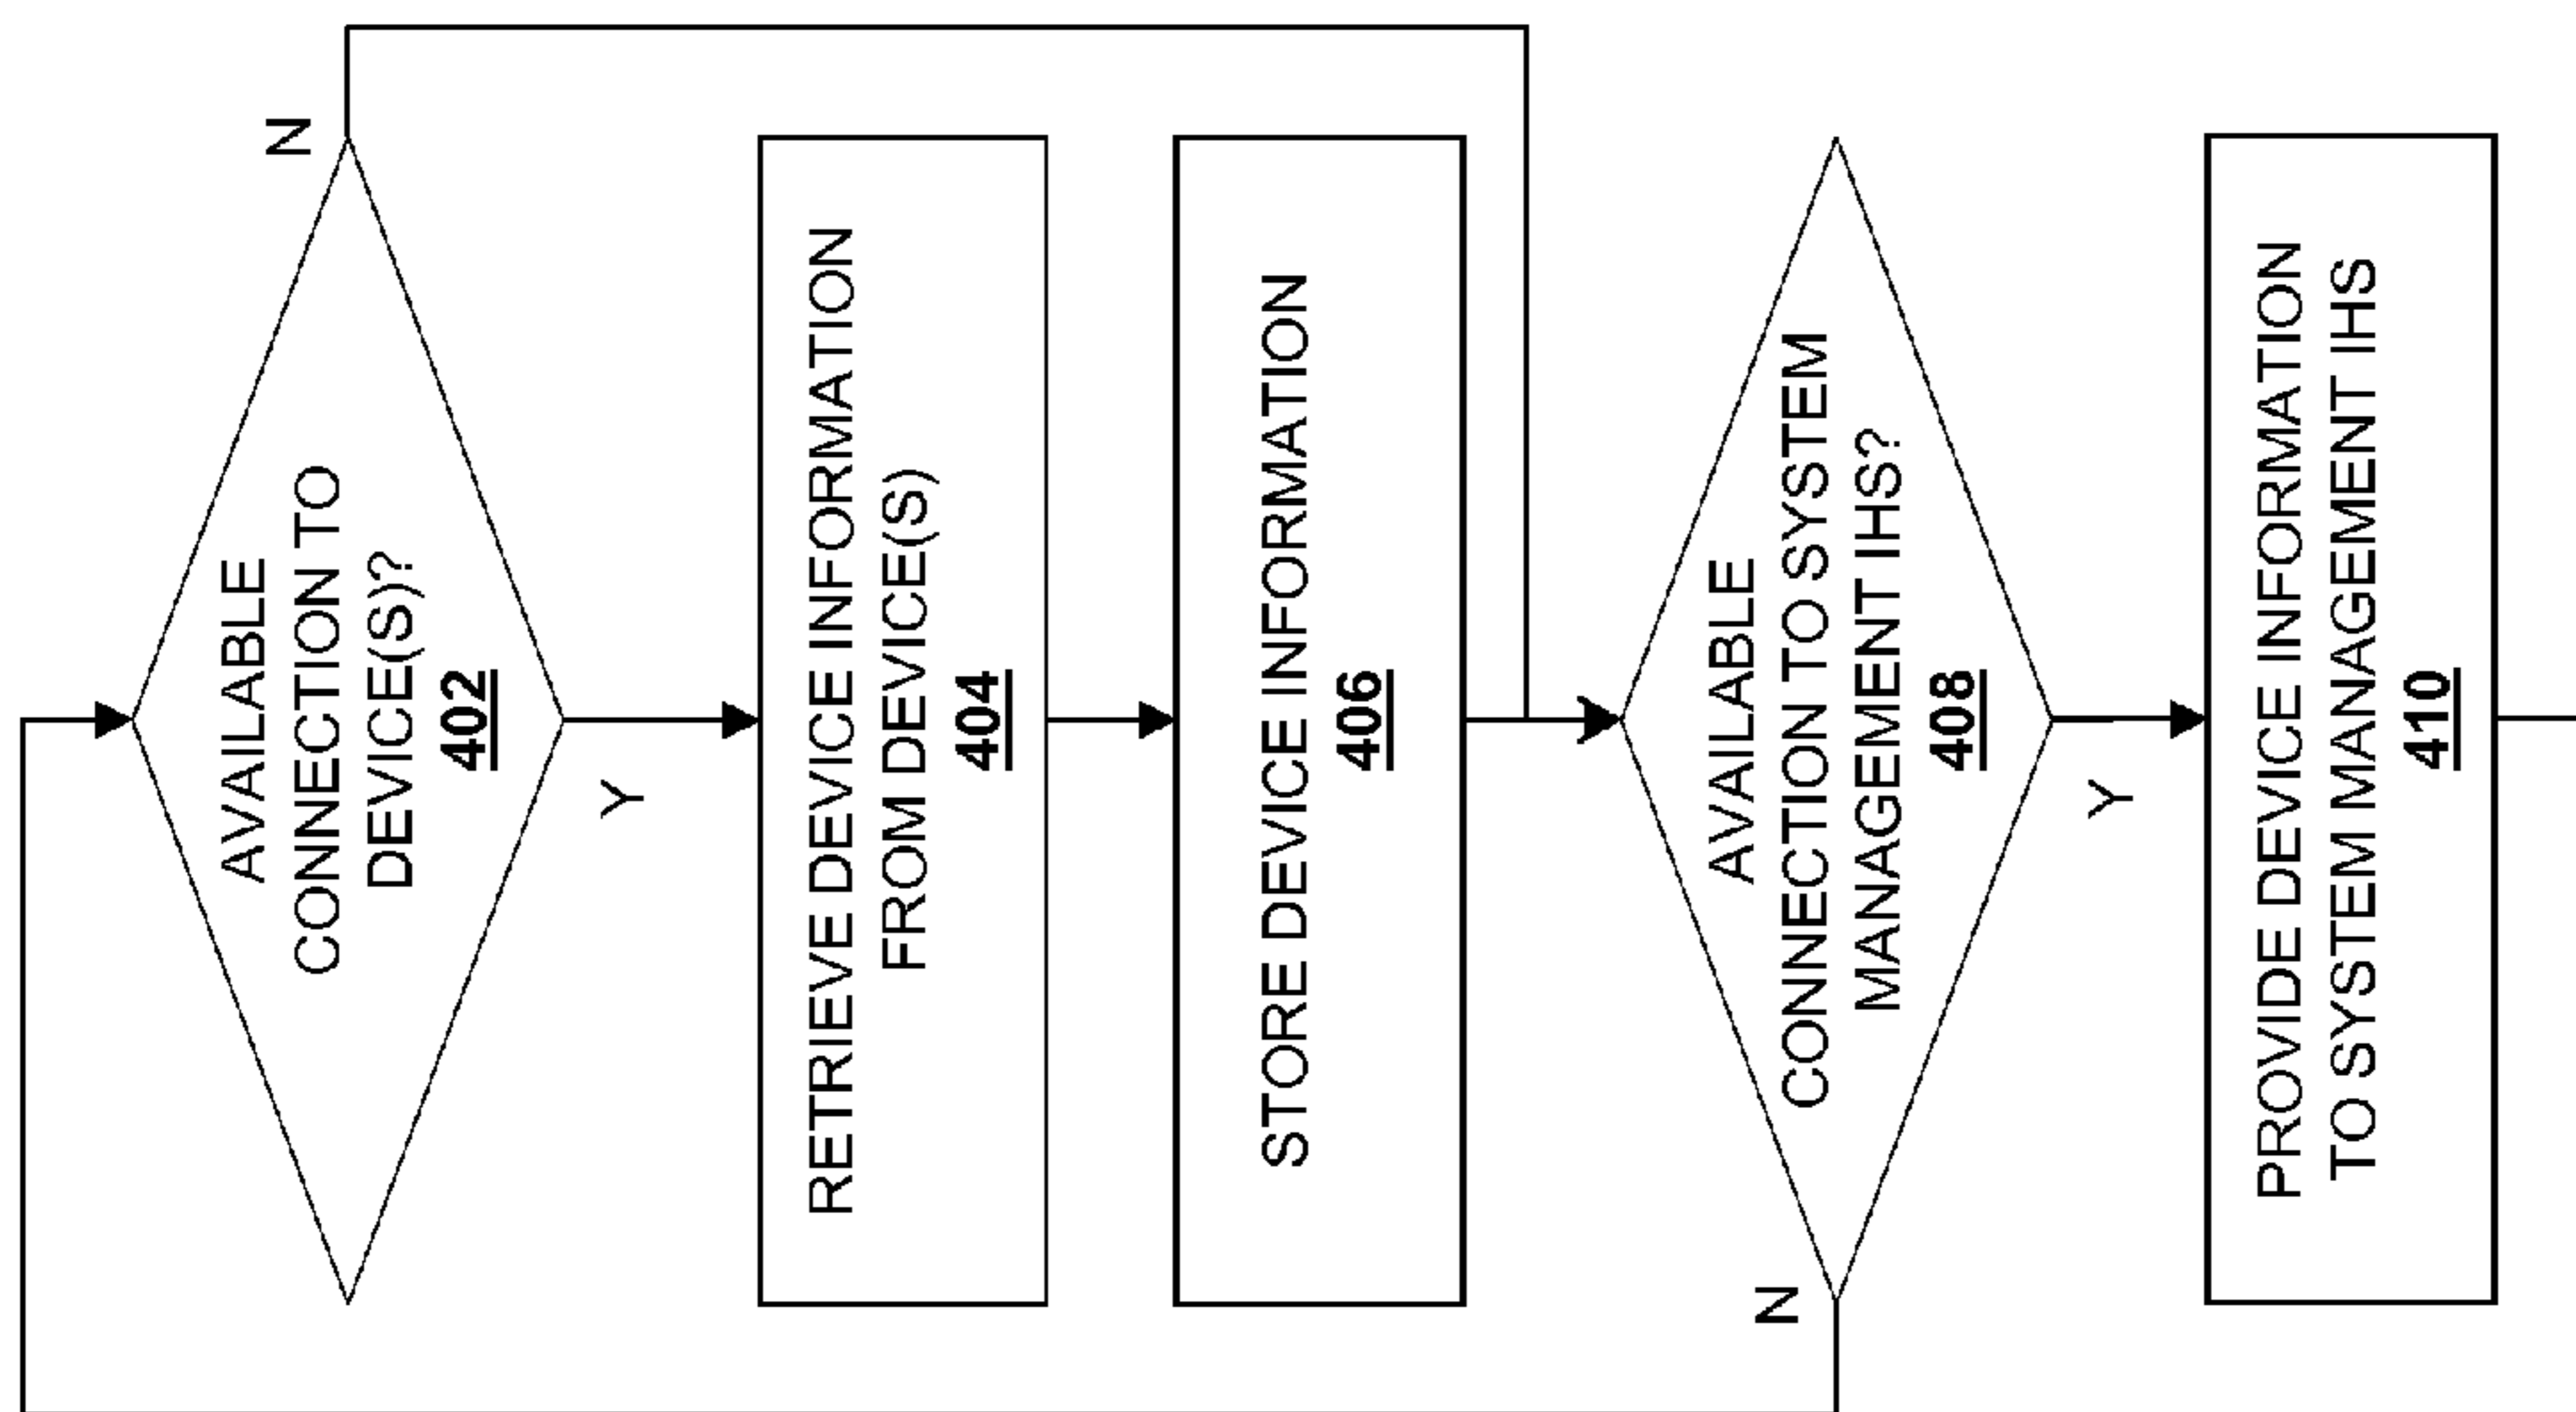 AVAILABLE
CONNECTION TO
DEVICE(S)?
402
N
Y
RETRIEVE DEVICE INFORMATION
FROM DEVICE(S)
404
STORE DEVICE INFORMATION
406
AVAILABLE
CONNECTION TO SYSTEM
MANAGEMENT IHS?
408
N
Y
PROVIDE DEVICE INFORMATION
TO SYSTEM MANAGEMENT IHS
410